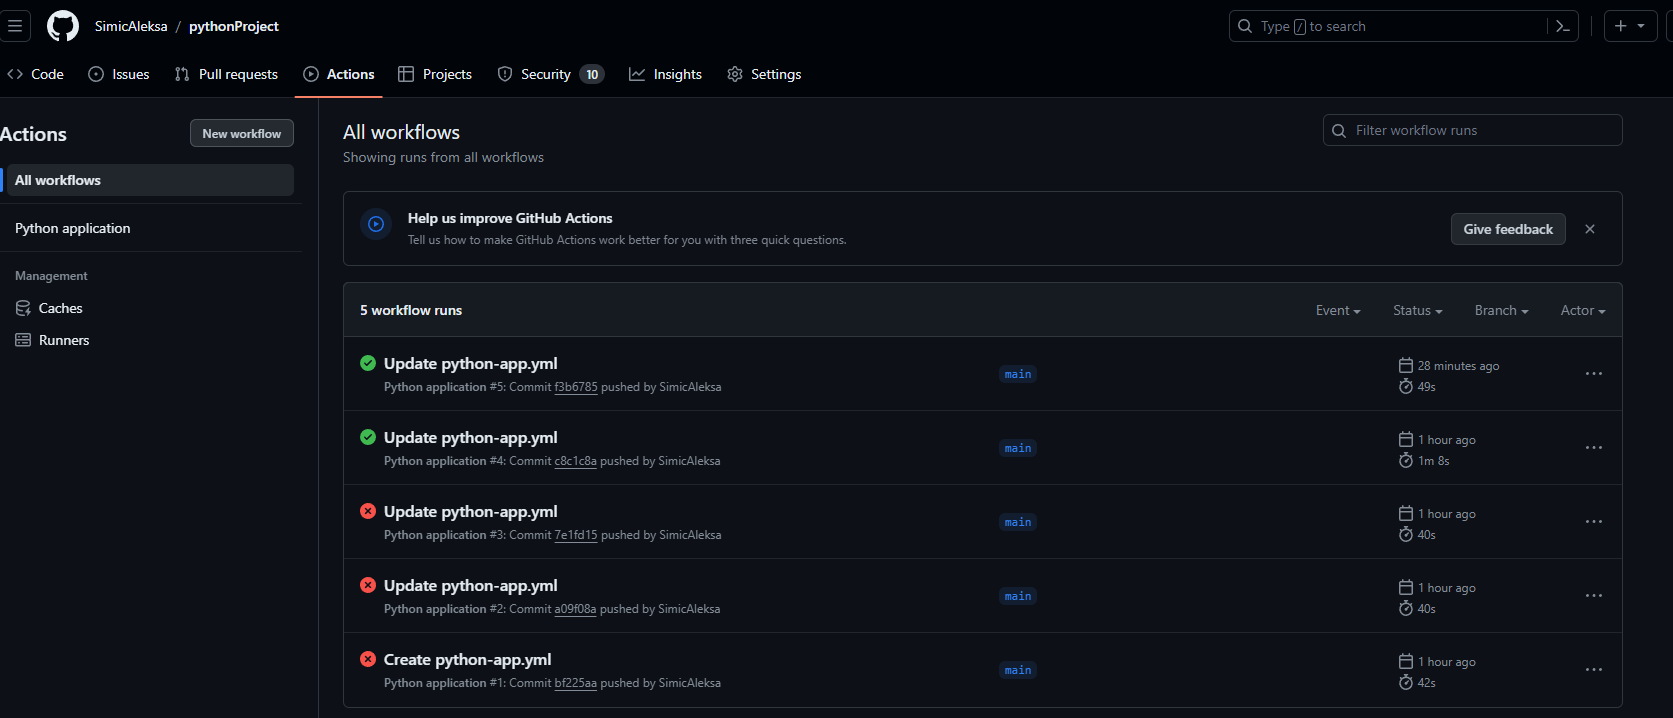 SimicAleksa / pythonProject
Type / to search
Code Issues Pull requests Actions Projects Security 10 Insights Settings
Actions
New workflow
All workflows
Python application
Management
Caches
Runners
All workflows
Showing runs from all workflows
Filter workflow runs
Help us improve GitHub Actions
Tell us how to make GitHub Actions work better for you with three quick questions.
Give feedback
5 workflow runs
Event Status Branch Actor
Update python-app.yml
Python application #5: Commit f3b6785 pushed by SimicAleksa
main
28 minutes ago
49s
Update python-app.yml
Python application #4: Commit c8c1c8a pushed by SimicAleksa
main
1 hour ago
1m 8s
Update python-app.yml
Python application #3: Commit 7e1fd15 pushed by SimicAleksa
main
1 hour ago
40s
Update python-app.yml
Python application #2: Commit a09f08a pushed by SimicAleksa
main
1 hour ago
40s
Create python-app.yml
Python application #1: Commit bf225aa pushed by SimicAleksa
main
1 hour ago
42s